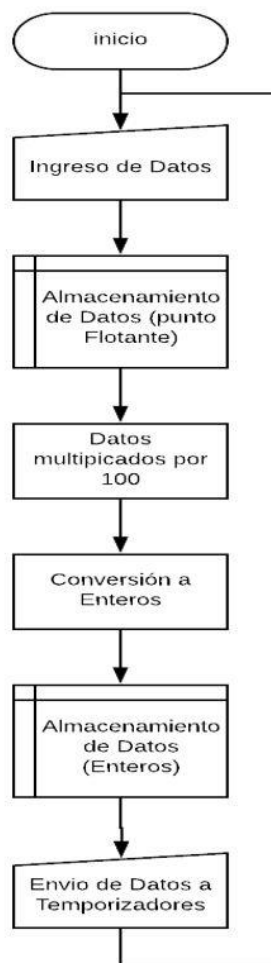 inicio
Ingreso de Datos
Almacenamiento
de Datos (punto
Flotante)
Datos
multipicados por
100
Conversión a
Enteros
Almacenamiento
de Datos
(Enteros)
Envio de Datos a
Temporizadores